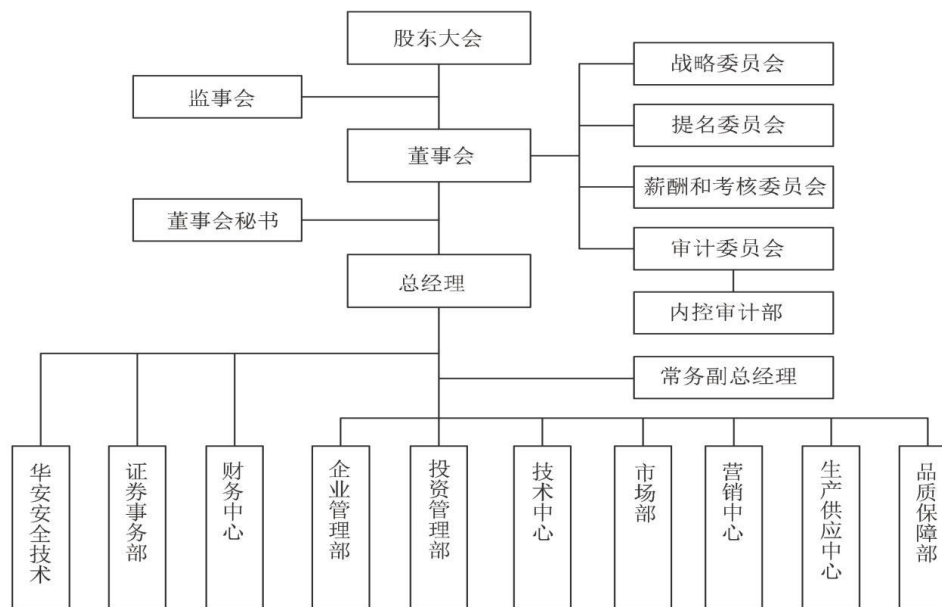 股东大会
战略委员会
监事会
提名委员会
董事会
薪酬和考核委员会
董事会秘书
审计委员会
总经理
内控审计部
常务副总经理
华安安全技术
证券事务部
财务中心
企业管理部
投资管理部
技术中心
市场部
营销中心
生产供应中心
品质保障部